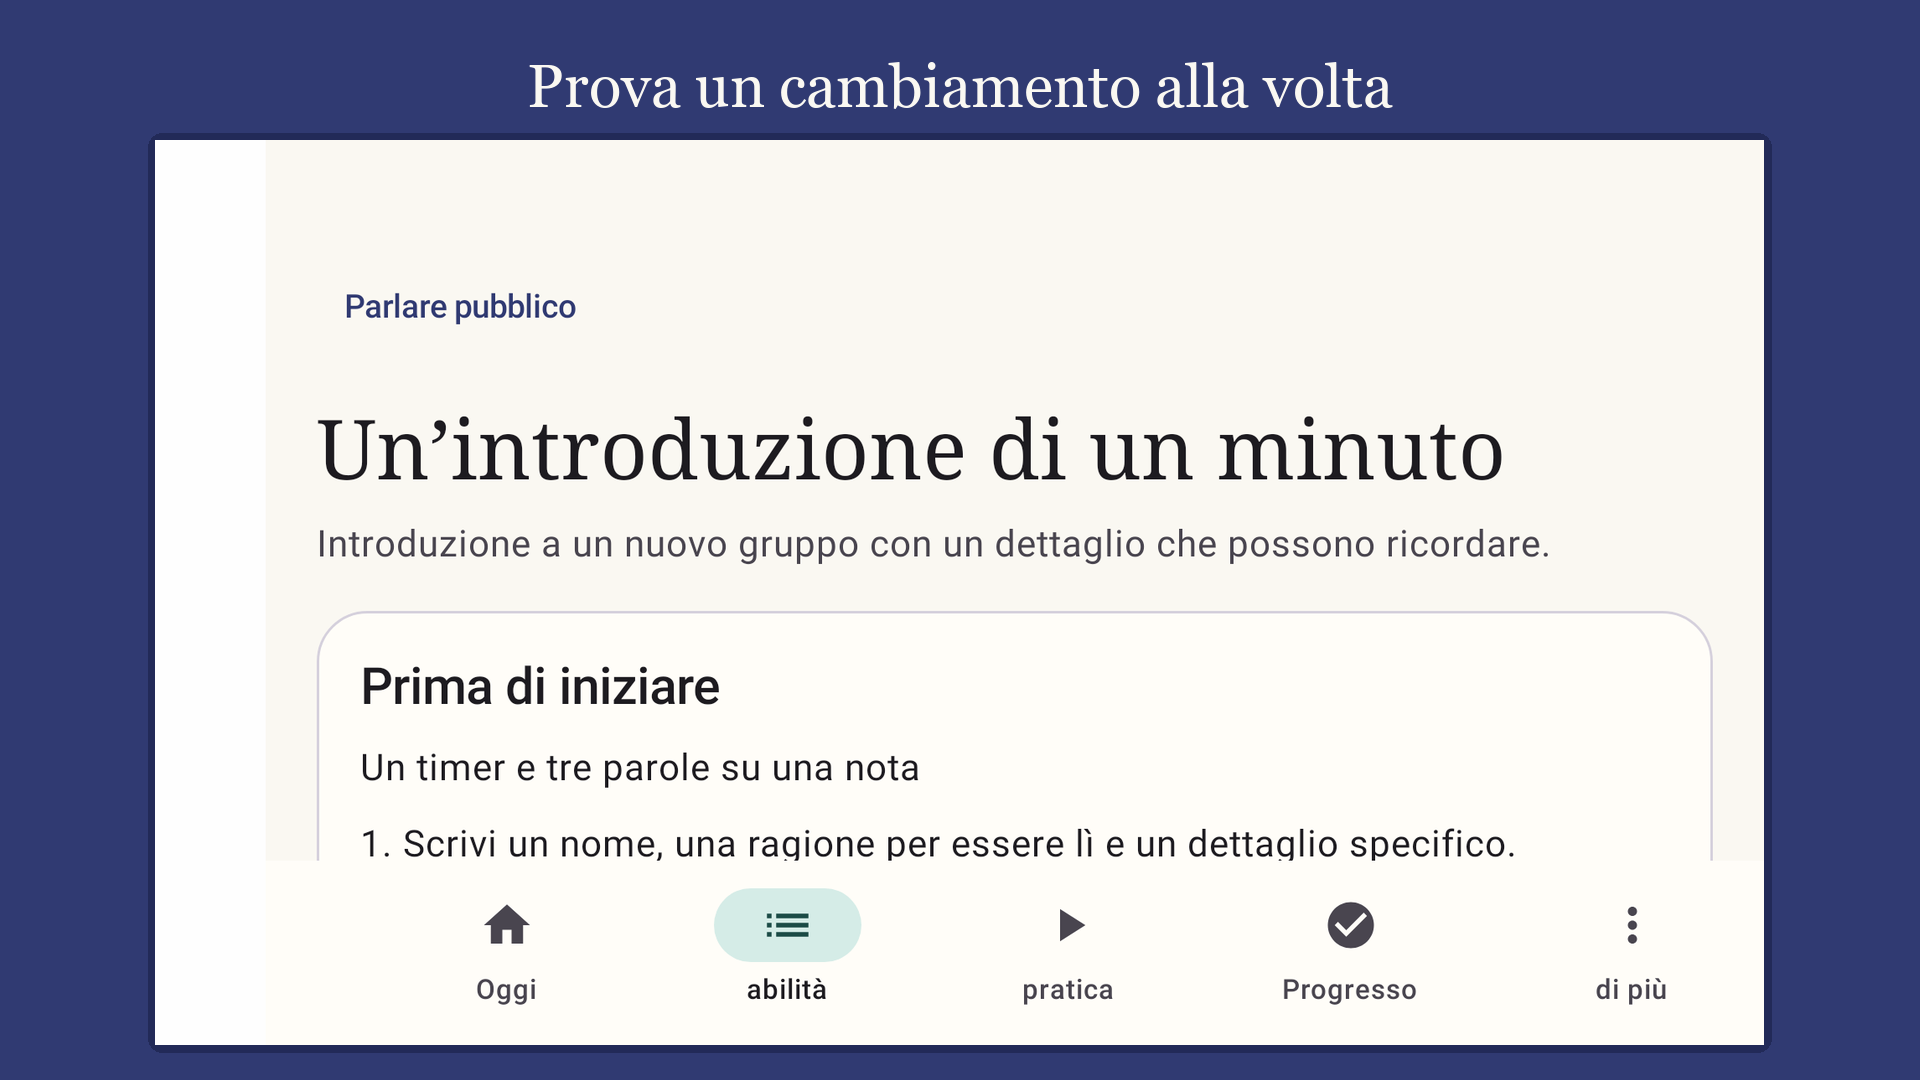 Prova un cambiamento alla volta
Parlare pubblico
Un’introduzione di un minuto
Introduzione a un nuovo gruppo con un dettaglio che possono ricordare.
Prima di iniziare
Un timer e tre parole su una nota
1. Scrivi un nome, una ragione per essere lì e un dettaglio specifico.
Oggi
abilità
pratica
Progresso
di più